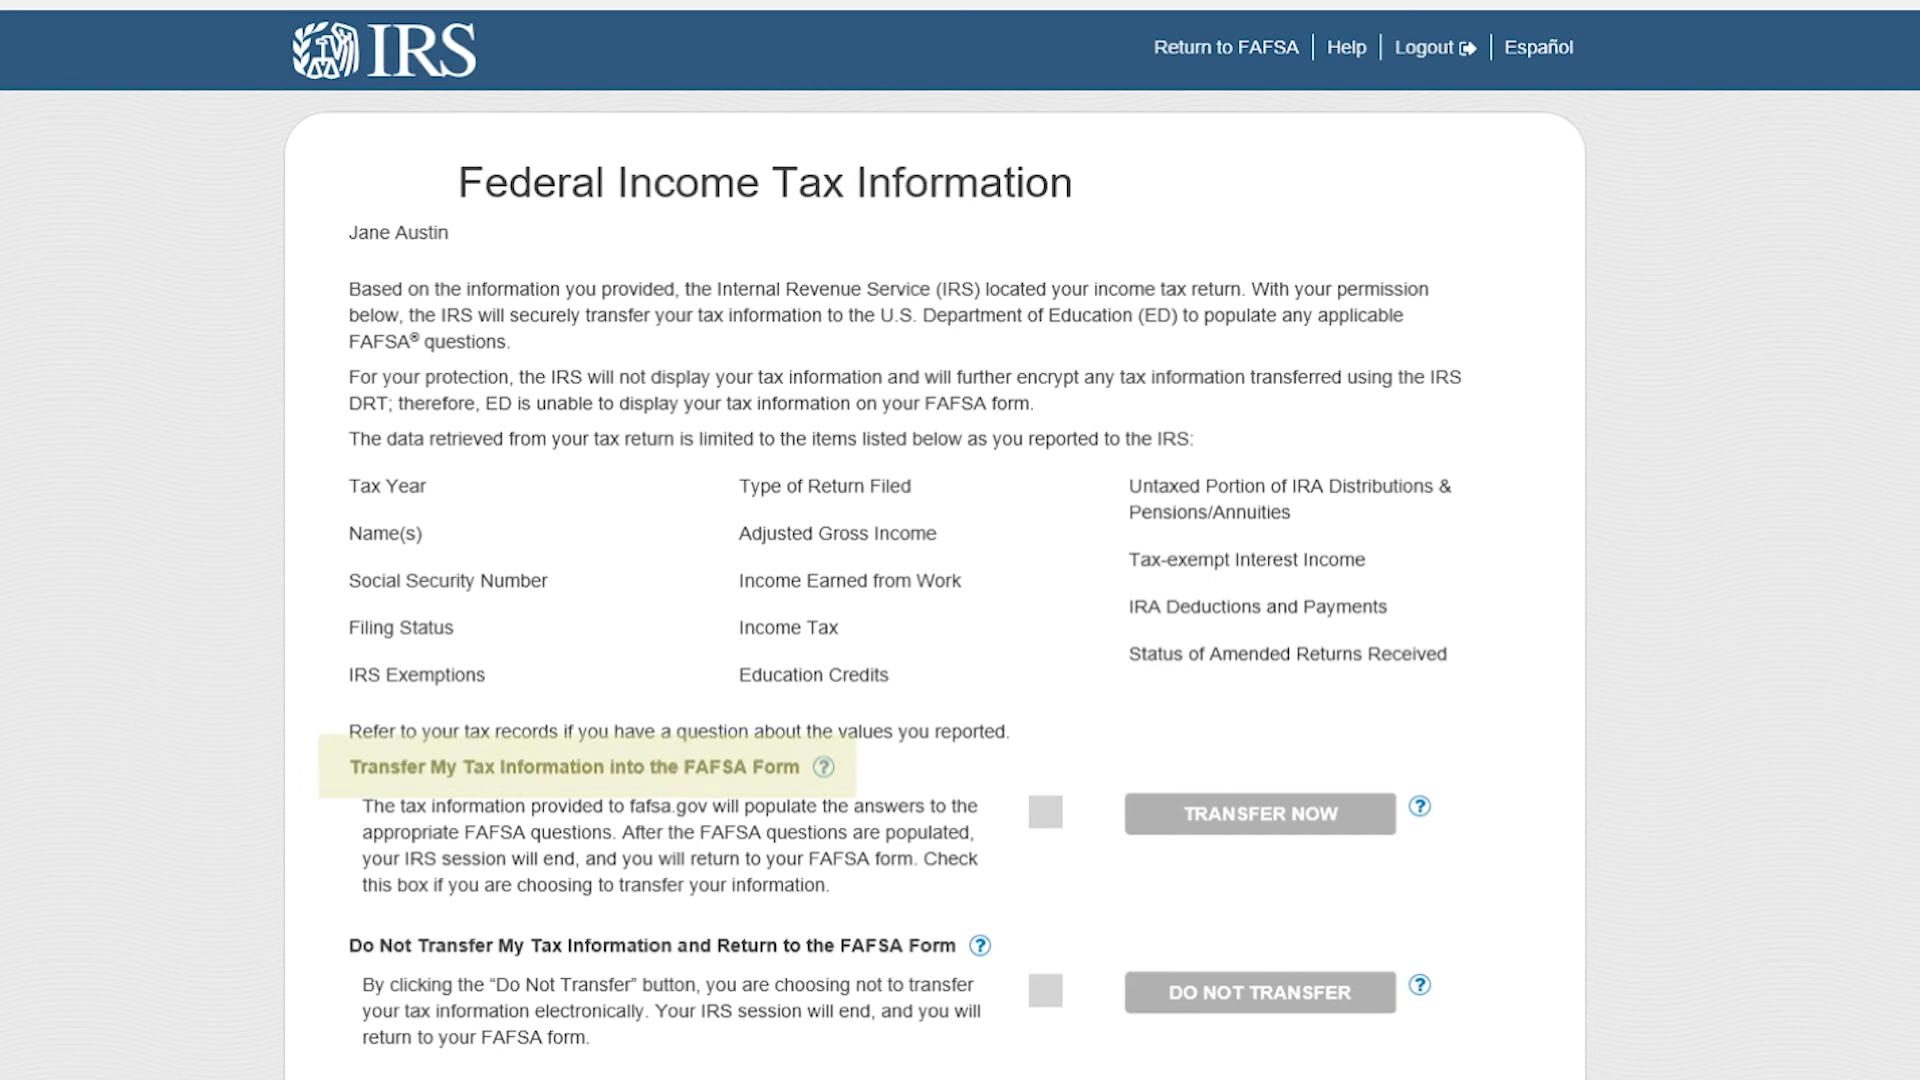 IRS
Return to FAFSA Help Logout Español
Federal Income Tax Information
Jane Austin
Based on the information you provided, the Internal Revenue Service (IRS) located your income tax return. With your permission
below, the IRS will securely transfer your tax information to the U.S. Department of Education (ED) to populate any applicable
FAFSA® questions.
For your protection, the IRS will not display your tax information and will further encrypt any tax information transferred using the IRS
DRT; therefore, ED is unable to display your tax information on your FAFSA form.
The data retrieved from your tax return is limited to the items listed below as you reported to the IRS:
Tax Year
Name(s)
Social Security Number
Filing Status
IRS Exemptions
Type of Return Filed
Adjusted Gross Income
Income Earned from Work
Income Tax
Education Credits
Untaxed Portion of IRA Distributions &
Pensions/Annuities
Tax-exempt Interest Income
IRA Deductions and Payments
Status of Amended Returns Received
Refer to your tax records if you have a question about the values you reported.
Transfer My Tax Information into the FAFSA Form ?
The tax information provided to fafsa.gov will populate the answers to the
appropriate FAFSA questions. After the FAFSA questions are populated,
your IRS session will end, and you will return to your FAFSA form. Check
this box if you are choosing to transfer your information.
TRANSFER NOW ?
Do Not Transfer My Tax Information and Return to the FAFSA Form ?
By clicking the “Do Not Transfer” button, you are choosing not to transfer
your tax information electronically. Your IRS session will end, and you will
return to your FAFSA form.
DO NOT TRANSFER ?